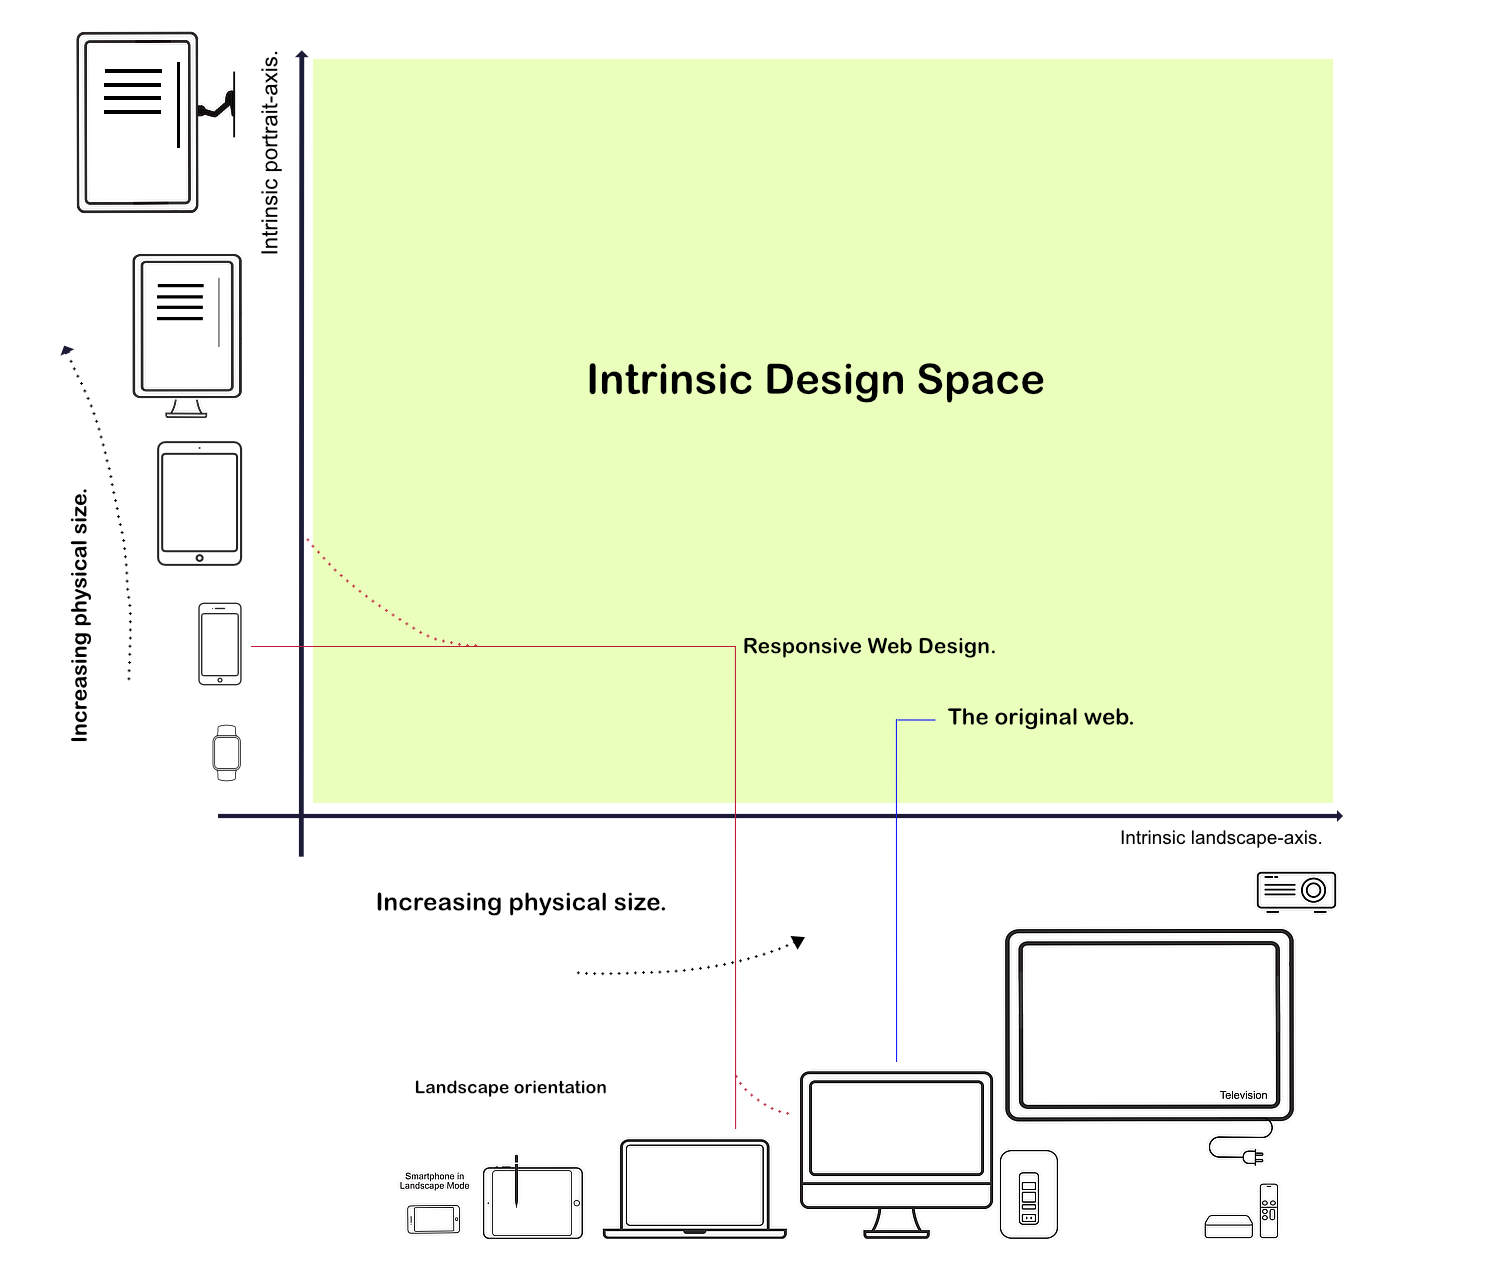 Intrinsic portrait-axis.
Intrinsic Design Space
Increasing physical size.
Responsive Web Design.
The original web.
Intrinsic landscape-axis.
Increasing physical size.
Landscape orientation
Television
Smartphone in
Landscape Mode